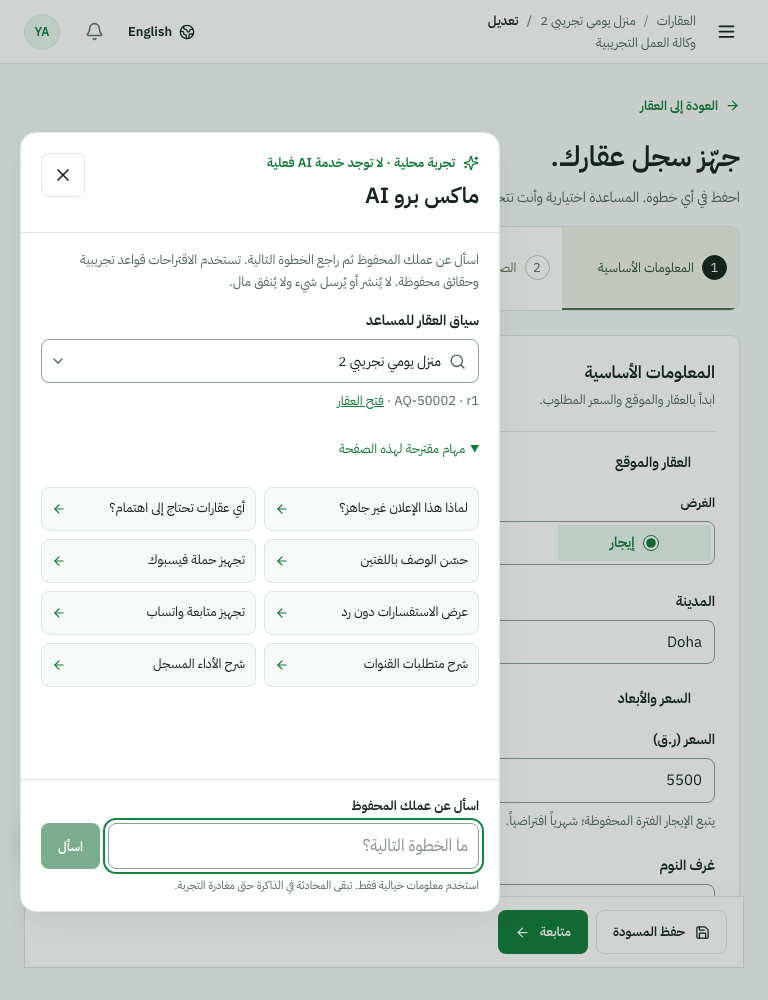 العقارات / منزل يومي تجريبي 2 / تعديل
وكالة العمل التجريبية
English
YA
العودة إلى العقار
جهّز سجل عقارك.
احفظ في أي خطوة. المساعدة اختيارية وأنت
1 المعلومات الأساسية
2
المعلومات الأساسية
ابدأ بالعقار والموقع والسعر المطلوب.
العقار والموقع
الغرض
إيجار
المدينة
Doha
السعر والأبعاد
السعر (ر.ق)
5500
يتبع الإيجار الفترة المحفوظة؛ شهرياً افتراضياً.
غرف النوم
حفظ المسودة
متابعة
تجربة محلية · لا توجد خدمة AI فعلية
ماكس برو AI
اسأل عن عملك المحفوظ ثم راجع الخطوة التالية. تستخدم الاقتراحات قواعد تجريبية
وحقائق محفوظة. لا يُنشر أو يُرسل شيء ولا يُنفق مال.
سياق العقار للمساعد
منزل يومي تجريبي 2
AQ-50002 · r1 · فتح العقار
مهام مقترحة لهذه الصفحة
لماذا هذا الإعلان غير جاهز؟
أي عقارات تحتاج إلى اهتمام؟
حسّن الوصف باللغتين
تجهيز حملة فيسبوك
عرض الاستفسارات دون رد
تجهيز متابعة واتساب
شرح متطلبات القنوات
شرح الأداء المسجل
اسأل عن عملك المحفوظ
ما الخطوة التالية؟
اسأل
استخدم معلومات خيالية فقط. تبقى المحادثة في الذاكرة حتى مغادرة التجربة.